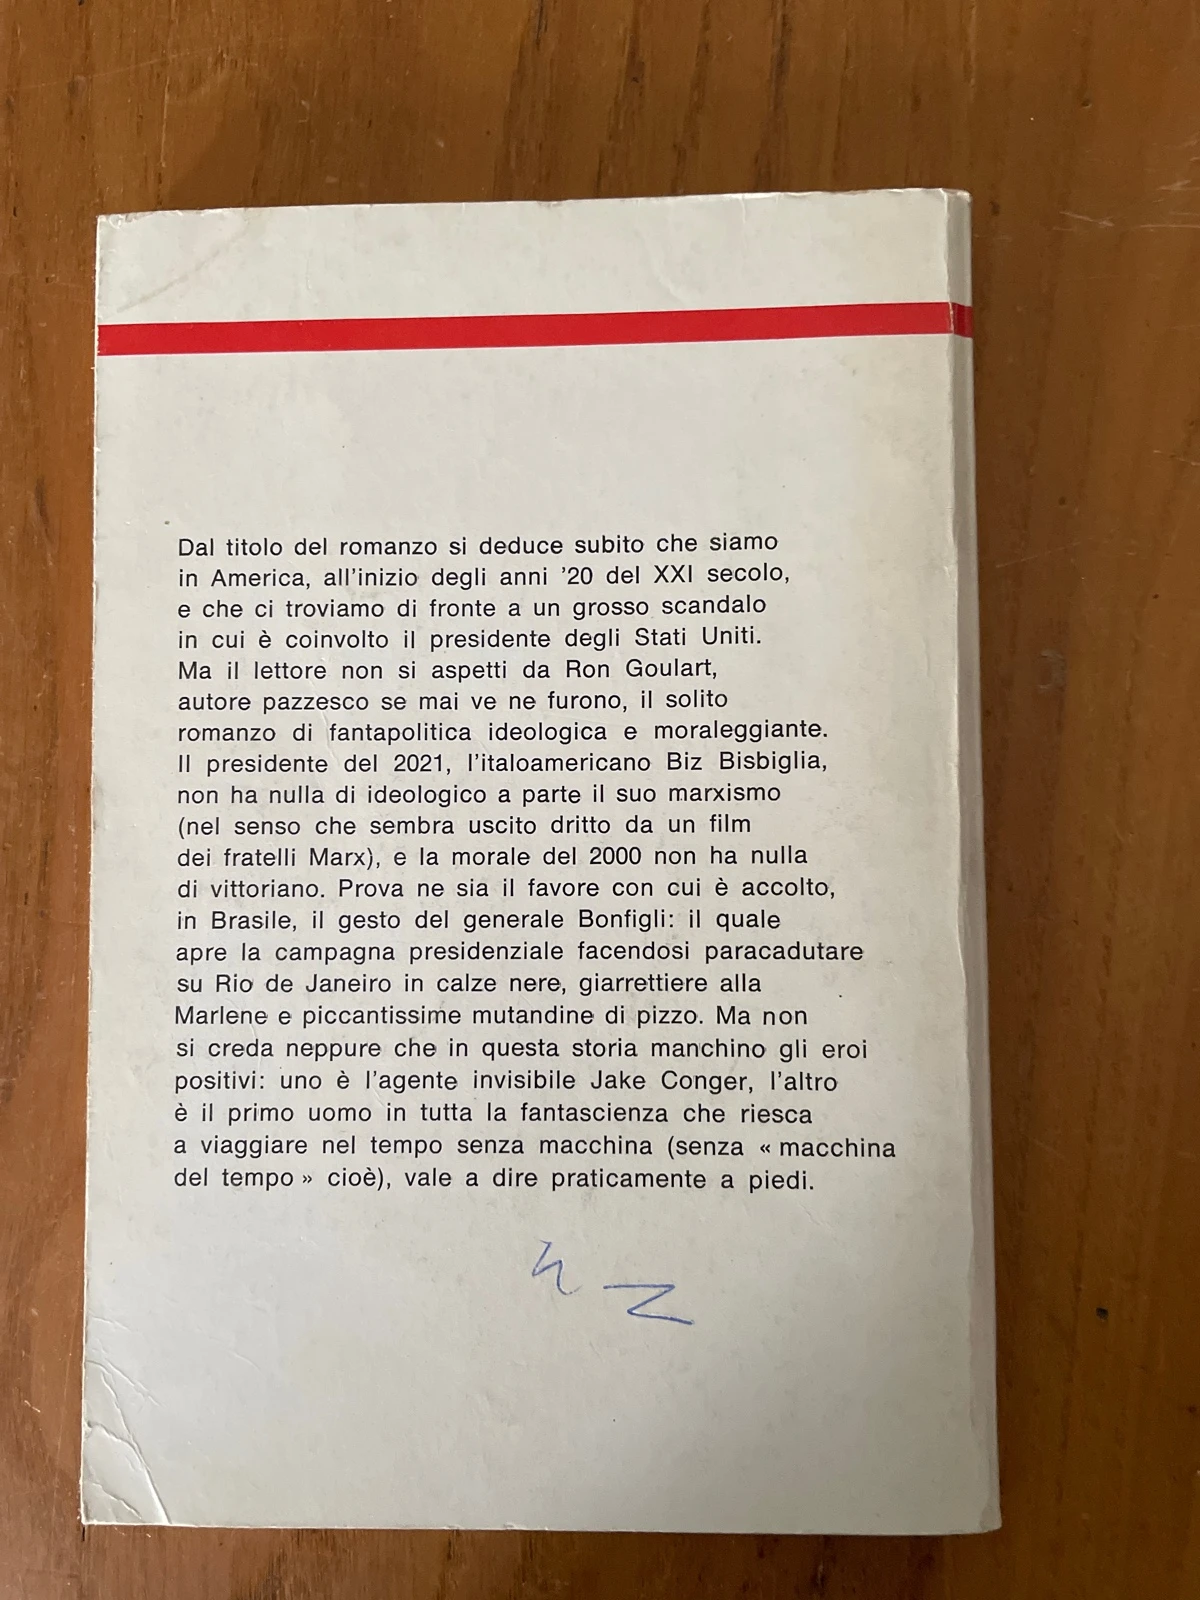 Dal titolo del romanzo si deduce subito che siamo
in America, all'inizio degli anni '20 del XXI secolo,
e che ci troviamo di fronte a un grosso scandalo
in cui è coinvolto il presidente degli Stati Uniti.
Ma il lettore non si aspetti da Ron Goulart,
autore pazzesco se mai ve ne furono, il solito
romanzo di fantapolitica ideologica e moraleggiante.
Il presidente del 2021, l'italoamericano Biz Bisbiglia,
non ha nulla di ideologico a parte il suo marxismo
(nel senso che sembra uscito dritto da un film
dei fratelli Marx), e la morale del 2000 non ha nulla
di vittoriano. Prova ne sia il favore con cui è accolto,
in Brasile, il gesto del generale Bonfigli: il quale
apre la campagna presidenziale facendosi paracadutare
su Rio de Janeiro in calze nere, giarrettiere alla
Marlene e piccantissime mutandine di pizzo. Ma non
si creda neppure che in questa storia manchino gli eroi
positivi: uno è l'agente invisibile Jake Conger, l'altro
è il primo uomo in tutta la fantascienza che riesca
a viaggiare nel tempo senza macchina (senza « macchina
del tempo » cioè), vale a dire praticamente a piedi.